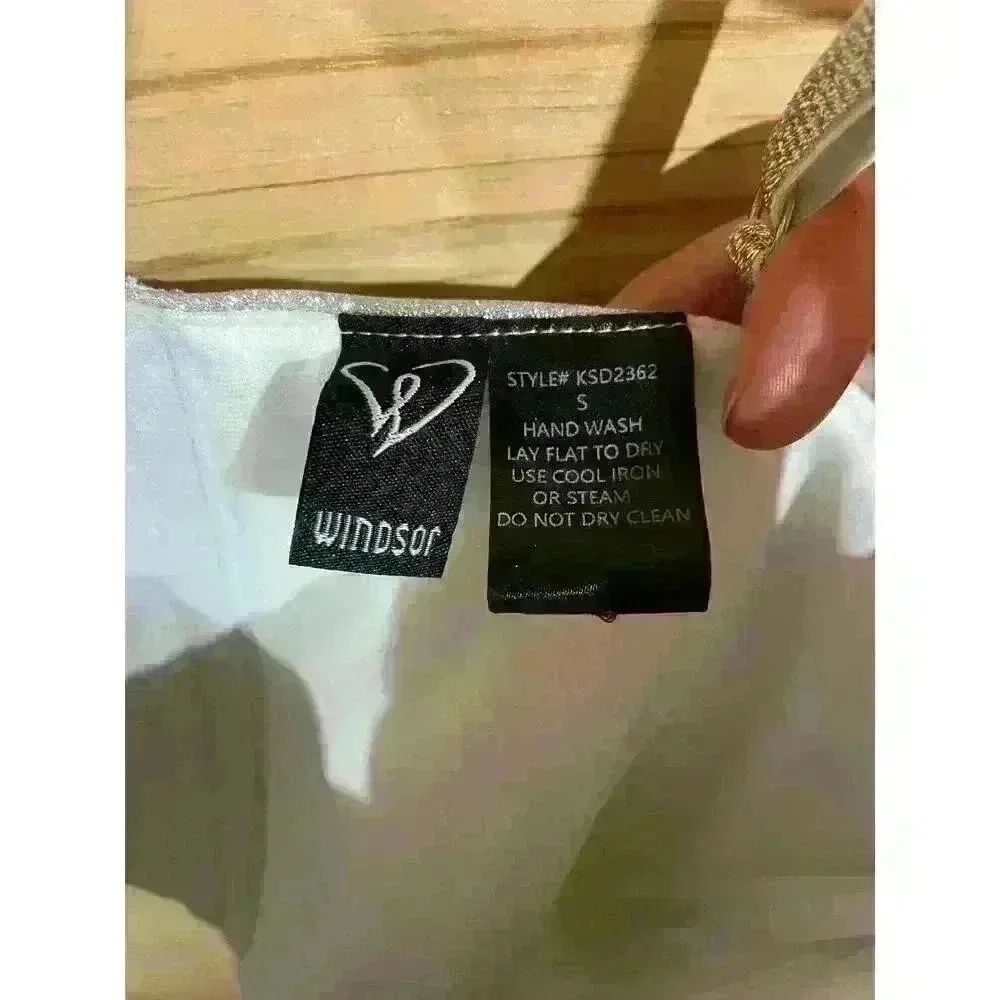 WINDSOR
STYLE# KSD2362
S
HAND WASH
LAY FLAT TO DRY
USE COOL IRON
OR STEAM
DO NOT DRY CLEAN